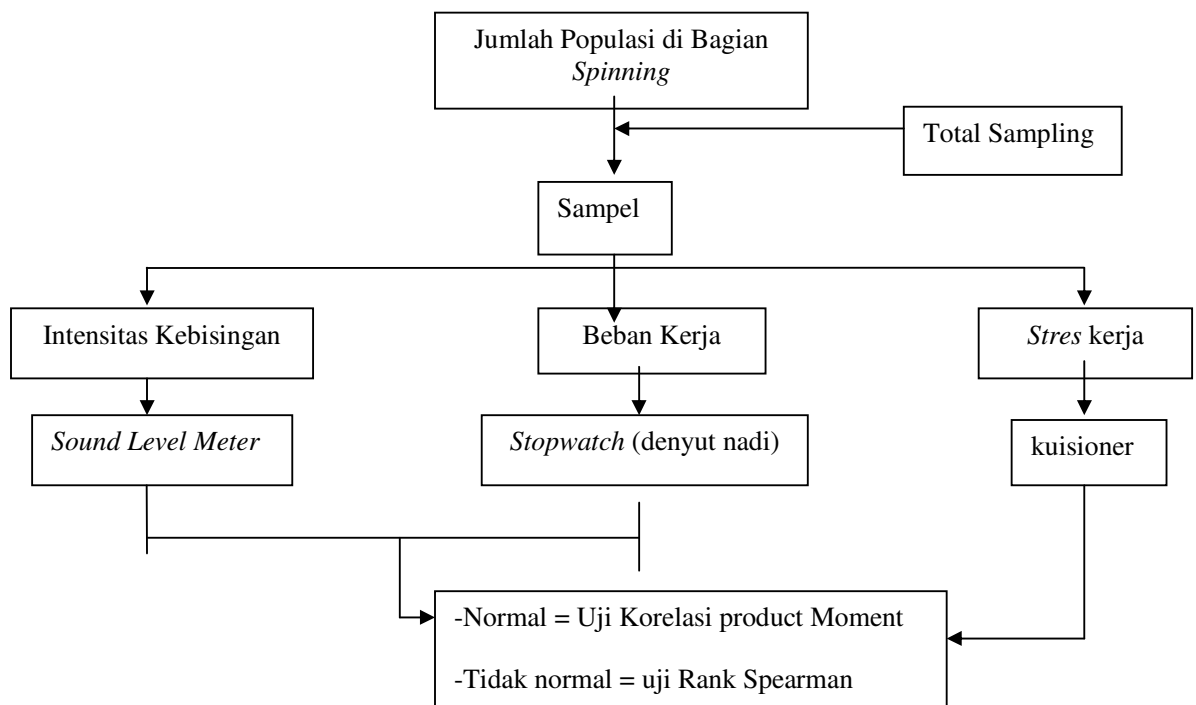 Jumlah Populasi di Bagian
Spinning
Total Sampling
Sampel
Intensitas Kebisingan
Beban Kerja
Stres kerja
Sound Level Meter
Stopwatch (denyut nadi)
kuisioner
-Normal = Uji Korelasi product Moment
-Tidak normal = uji Rank Spearman